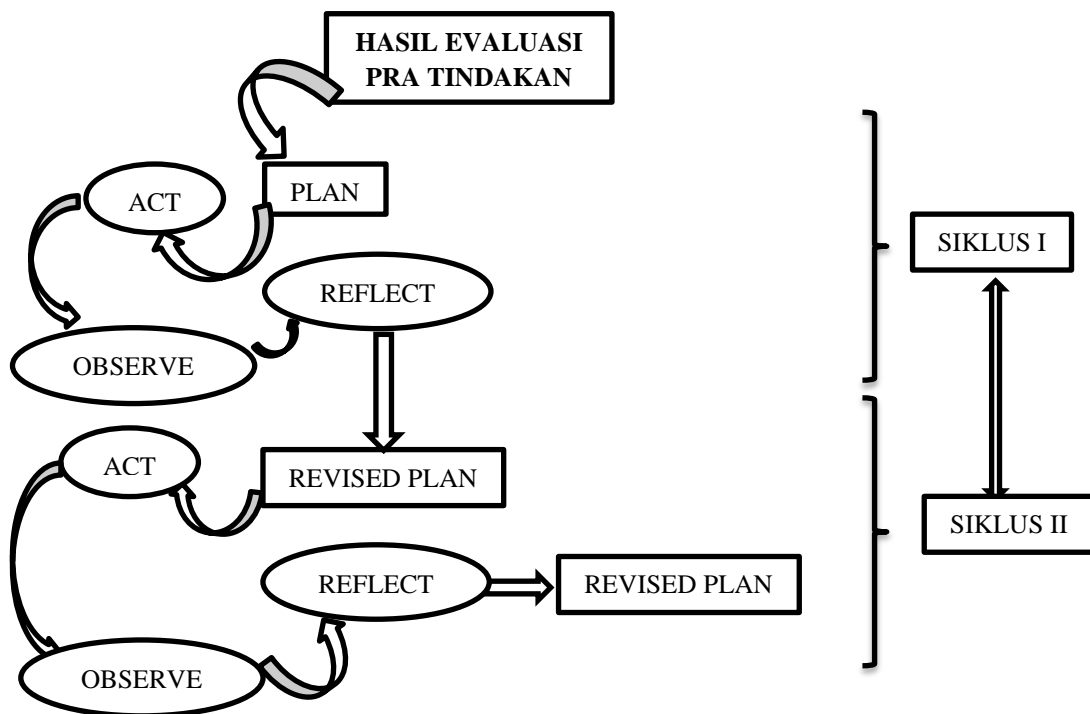 HASIL EVALUASI
PRA TINDAKAN
PLAN
ACT
SIKLUS I
REFLECT
OBSERVE
ACT
REVISED PLAN
SIKLUS II
REFLECT
REVISED PLAN
OBSERVE